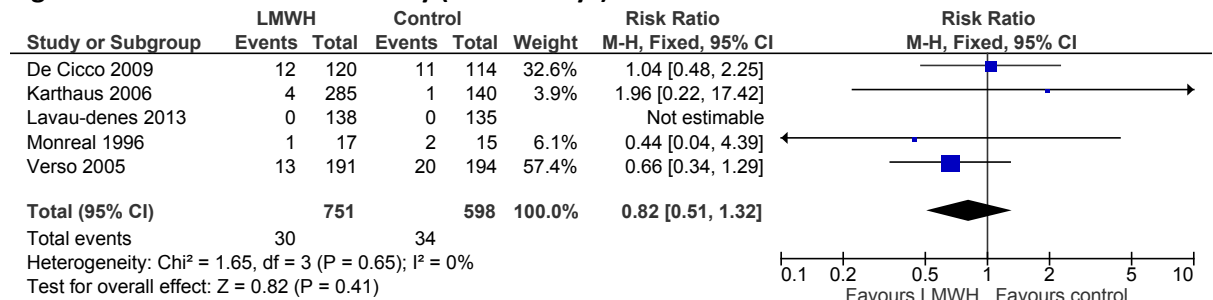 LMWH Control Risk Ratio Risk Ratio
Study or Subgroup Events Total Events Total Weight M-H, Fixed, 95% CI M-H, Fixed, 95% CI
De Cicco 2009 12 120 11 114 32.6% 1.04 [0.48, 2.25]
Karthaus 2006 4 285 1 140 3.9% 1.96 [0.22, 17.42]
Lavau-denes 2013 0 138 0 135 Not estimable
Monreal 1996 1 17 2 15 6.1% 0.44 [0.04, 4.39]
Verso 2005 13 191 20 194 57.4% 0.66 [0.34, 1.29]
Total (95% CI) 751 598 100.0% 0.82 [0.51, 1.32]
Total events 30 34
Heterogeneity: Chi² = 1.65, df = 3 (P = 0.65); I² = 0%
Test for overall effect: Z = 0.82 (P = 0.41)
0.1 0.2 0.5 1 2 5 10
Favours LMWH Favours control